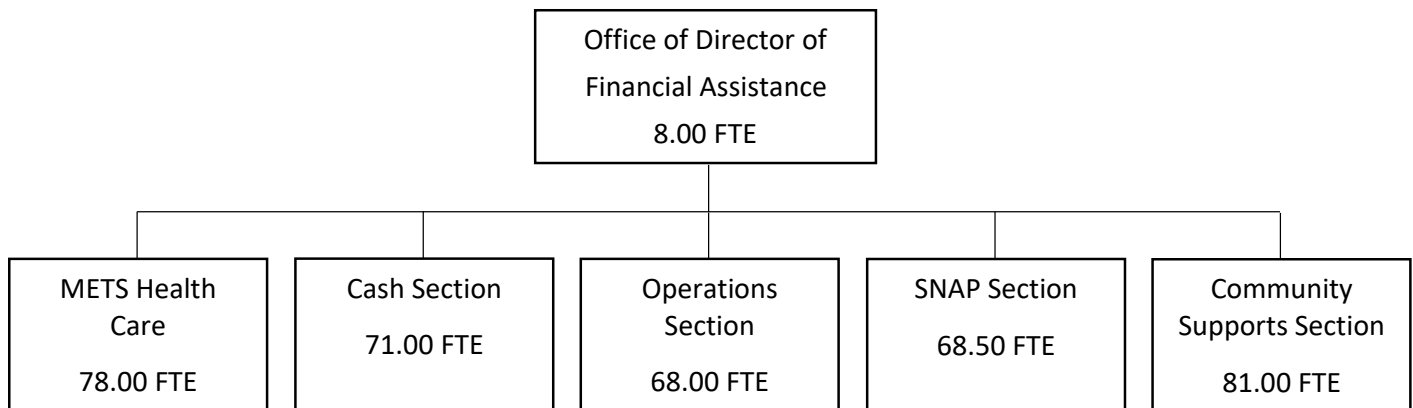 Office of Director of
Financial Assistance
8.00 FTE
METS Health
Care
78.00 FTE
Cash Section
71.00 FTE
Operations
Section
68.00 FTE
SNAP Section
68.50 FTE
Community
Supports Section
81.00 FTE